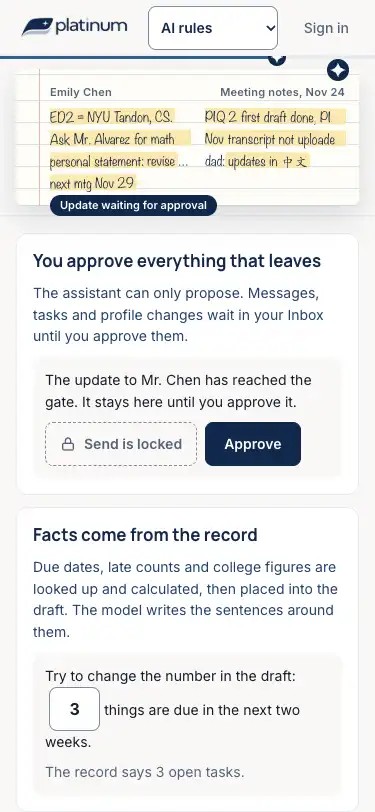 platinum
AI rules
Sign in
Emily Chen
Meeting notes, Nov 24
ED2 = NYU Tandon, CS.
Ask Mr. Alvarez for math
personal statement: revise ...
next mtg Nov 29
PIQ 2 first draft done, PI
Nov transcript not uploade
dad: updates in 中文
Update waiting for approval
You approve everything that leaves
The assistant can only propose. Messages,
tasks and profile changes wait in your Inbox
until you approve them.
The update to Mr. Chen has reached the
gate. It stays here until you approve it.
Send is locked
Approve
Facts come from the record
Due dates, late counts and college figures are
looked up and calculated, then placed into the
draft. The model writes the sentences around
them.
Try to change the number in the draft:
3 things are due in the next two
weeks.
The record says 3 open tasks.